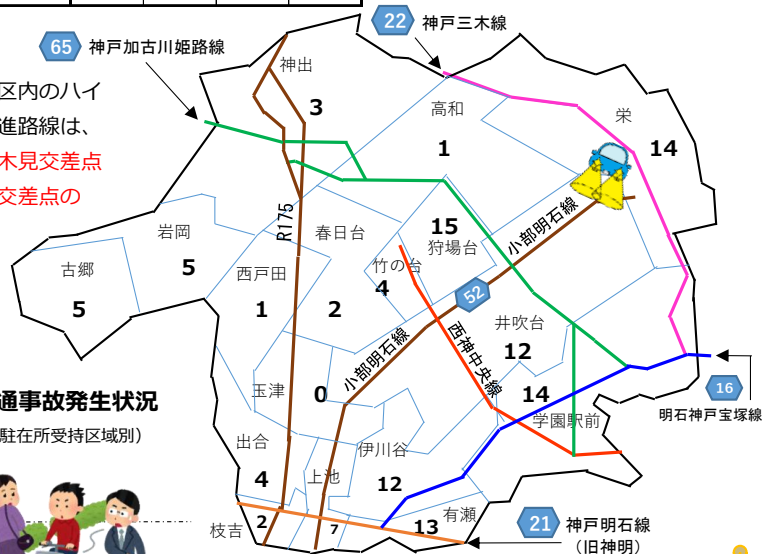 22 神戸三木線
65 神戸加古川姫路線
神出
3
区内のハイ
進路線は、
木見交差点
交差点の
高和
1
栄
14
R175
岩岡
5
古郷
5
西戸田
1
春日台
2
15
狩場台
竹の台
4
小部明石線
52
小部明石線
西神中央線
井吹台
12
14
学園駅前
16
明石神戸宝塚線
玉津
0
通事故発生状況
駐在所受持区域別）
出合
4
上池
伊川谷
12
枝吉
2
7
13
有瀬
21 神戸明石線
（旧神明）